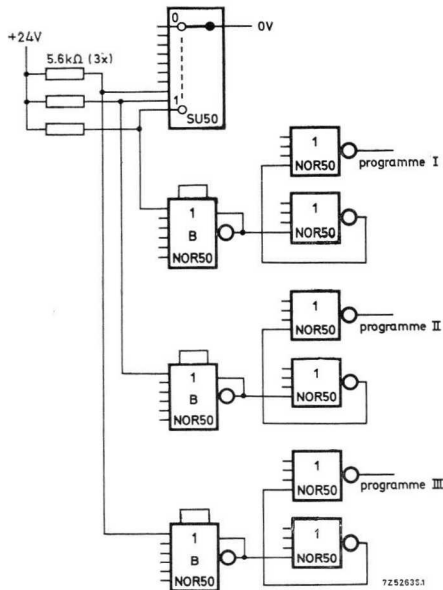 +24V
5.6kΩ (3x)
0
0V
1
SU50
1
NOR50
programme I
1
B
NOR50
1
NOR50
1
NOR50
programme II
1
B
NOR50
1
NOR50
1
NOR50
programme III
1
B
NOR50
1
NOR50
7Z52635.1